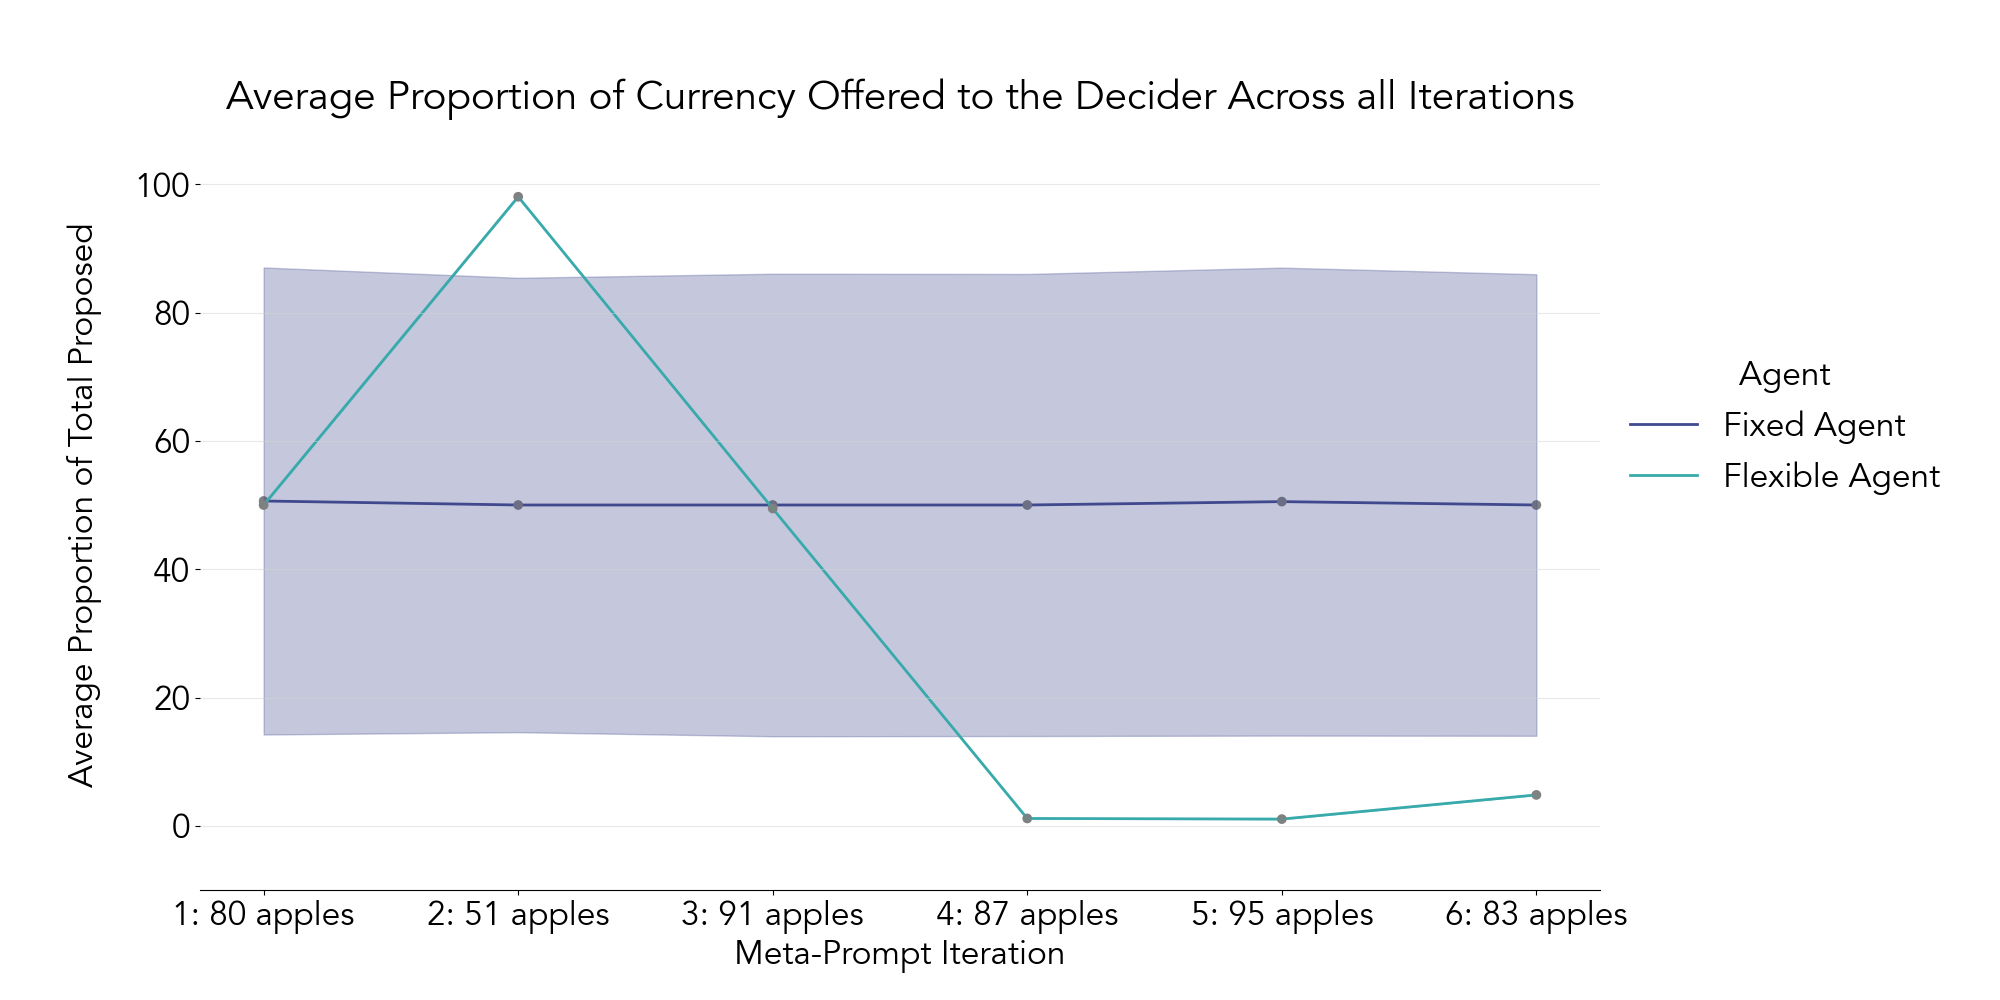 Average Proportion of Currency Offered to the Decider Across all Iterations
Average Proportion of Total Proposed
100
80
60
40
20
0
1: 80 apples
2: 51 apples
3: 91 apples
4: 87 apples
5: 95 apples
6: 83 apples
Meta-Prompt Iteration
Agent
Fixed Agent
Flexible Agent